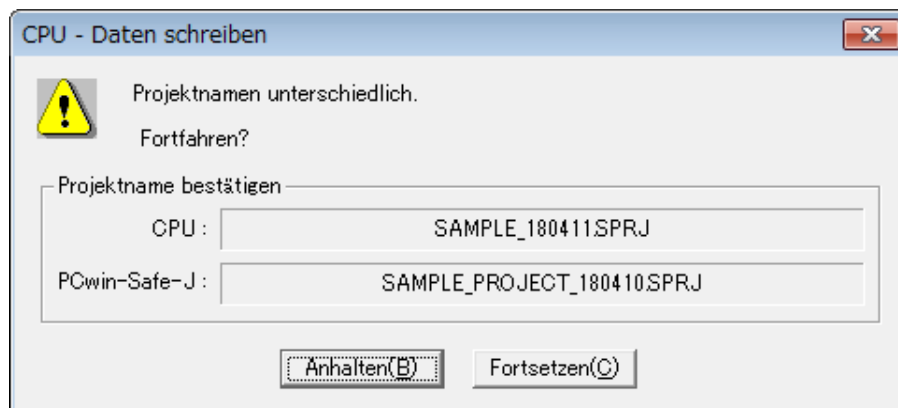 CPU - Daten schreiben
Projektnamen unterschiedlich.
Fortfahren?
Projektname bestätigen
CPU : SAMPLE_180411.SPRJ
PCwin-Safe-J : SAMPLE_PROJECT_180410.SPRJ
Anhalten(B) Fortsetzen(C)